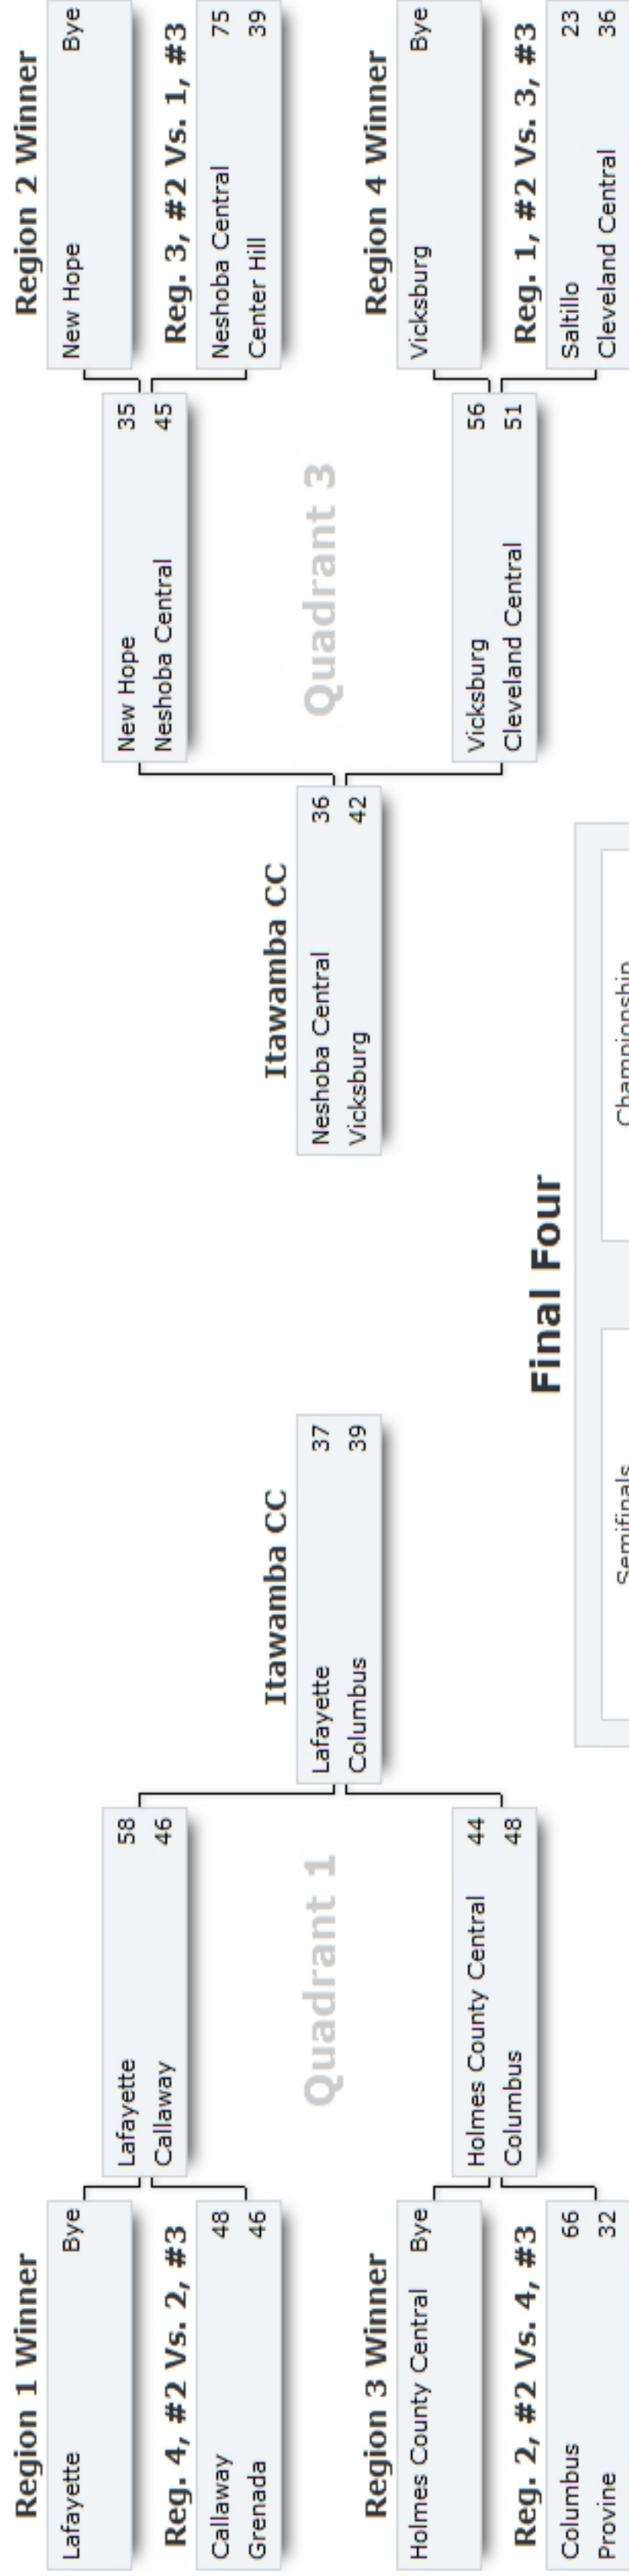 Region 1 Winner
Lafayette Bye
Reg. 4, #2 Vs. 2, #3
Callaway 48
Grenada 46
Region 3 Winner
Holmes County Central Bye
Reg. 2, #2 Vs. 4, #3
Columbus 66
Provine 32
Lafayette 58
Callaway 46
Quadrant 1
Holmes County Central 44
Columbus 48
Itawamba CC
Lafayette 37
Columbus 39
Final Four
Semifinals
Championship
Itawamba CC
Neshoba Central 36
Vicksburg 42
New Hope 35
Neshoba Central 45
Quadrant 3
Vicksburg 56
Cleveland Central 51
Region 2 Winner
New Hope Bye
Reg. 3, #2 Vs. 1, #3
Neshoba Central 75
Center Hill 39
Region 4 Winner
Vicksburg Bye
Reg. 1, #2 Vs. 3, #3
Saltillo 23
Cleveland Central 36